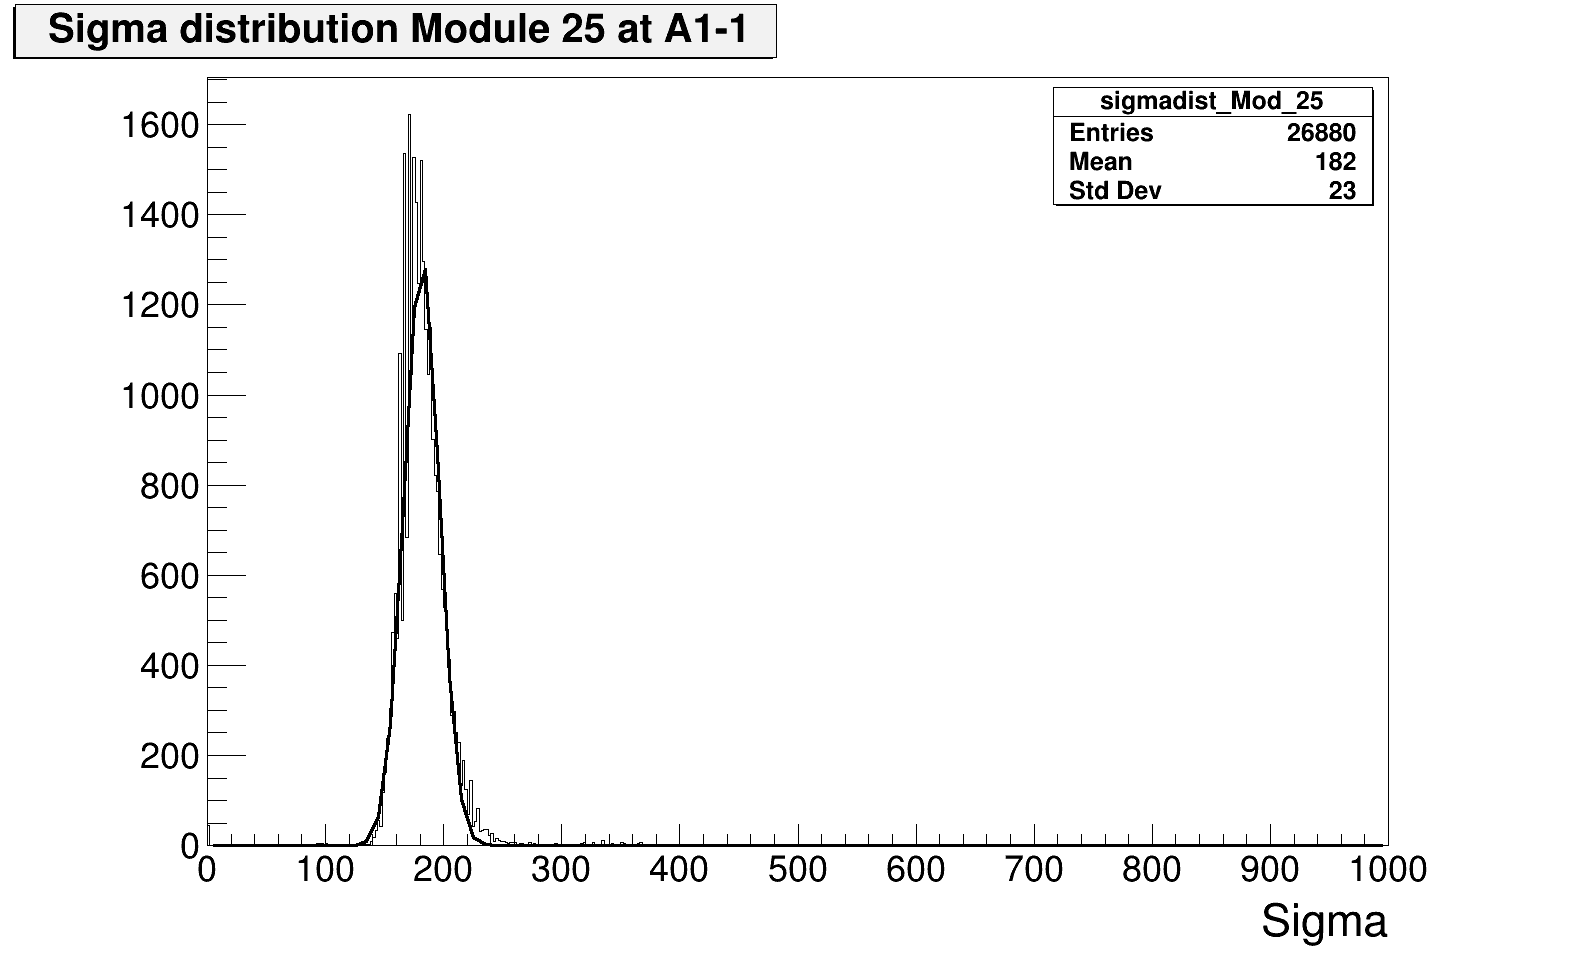 Sigma distribution Module 25 at A1-1
sigmadist_Mod_25
Entries 26880
Mean 182
Std Dev 23
1600
1400
1200
1000
800
600
400
200
0
0 100 200 300 400 500 600 700 800 900 1000
Sigma